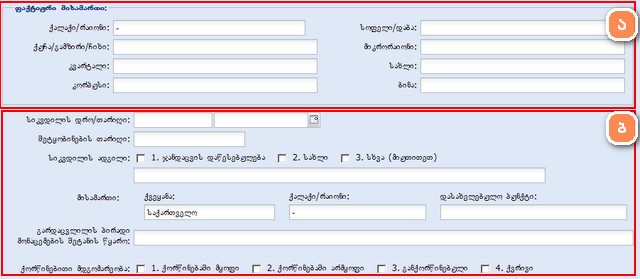 ფაქტიური მისამართი:
ა
ქალაქი/რაიონი: - სოფელი/დაბა:
ქუჩა/გამზირი/ჩიხი: მიკრორაიონი:
კვარტალი: სახლი:
კორპუსი: ბინა:
ბ
სიკვდილის დრო/თარიღი:
შეტყობინების თარიღი:
სიკვდილის ადგილი: 1. ჯანდაცვის დაწესებულება 2. სახლი 3. სხვა (მიუთითეთ)
მისამართი: ქვეყანა: ქალაქი/რაიონი: დასახლებული პუნქტი:
საქართველო -
გარდაცვლილის პირადი
მონაცემების შეტანის წყარო:
ქორწინებითი მდგომარეობა: 1. ქორწინებაში მყოფი 2. ქორწინებაში არმყოფი 3. განქორწინებული 4. ქვრივი